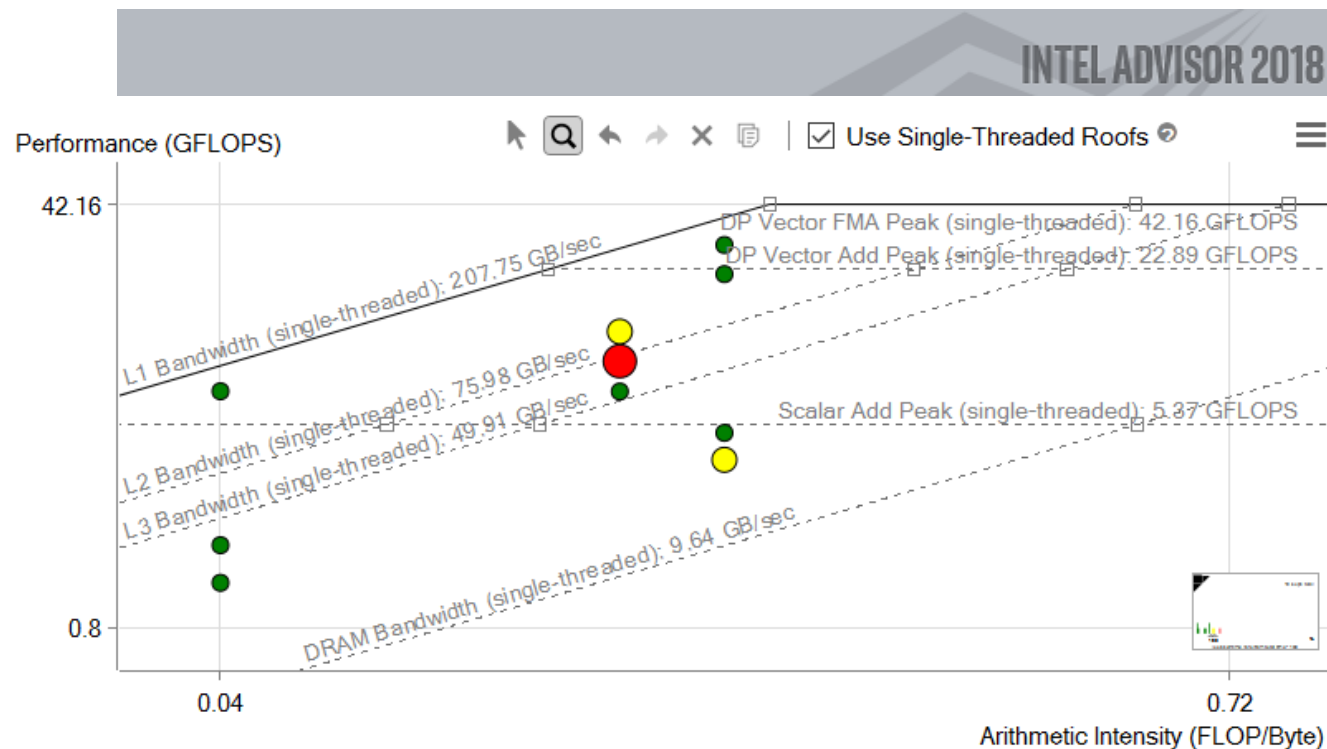 INTEL ADVISOR 2018
Performance (GFLOPS)
Use Single-Threaded Roofs
42.16
DP Vector FMA Peak (single-threaded): 42.16 GFLOPS
DP Vector Add Peak (single-threaded): 22.89 GFLOPS
L1 Bandwidth (single-threaded): 207.75 GB/sec
L2 Bandwidth (single-threaded): 75.98 GB/sec
Scalar Add Peak (single-threaded): 5.37 GFLOPS
L3 Bandwidth (single-threaded): 49.91 GB/sec
DRAM Bandwidth (single-threaded): 9.64 GB/sec
0.8
0.04
0.72
Arithmetic Intensity (FLOP/Byte)